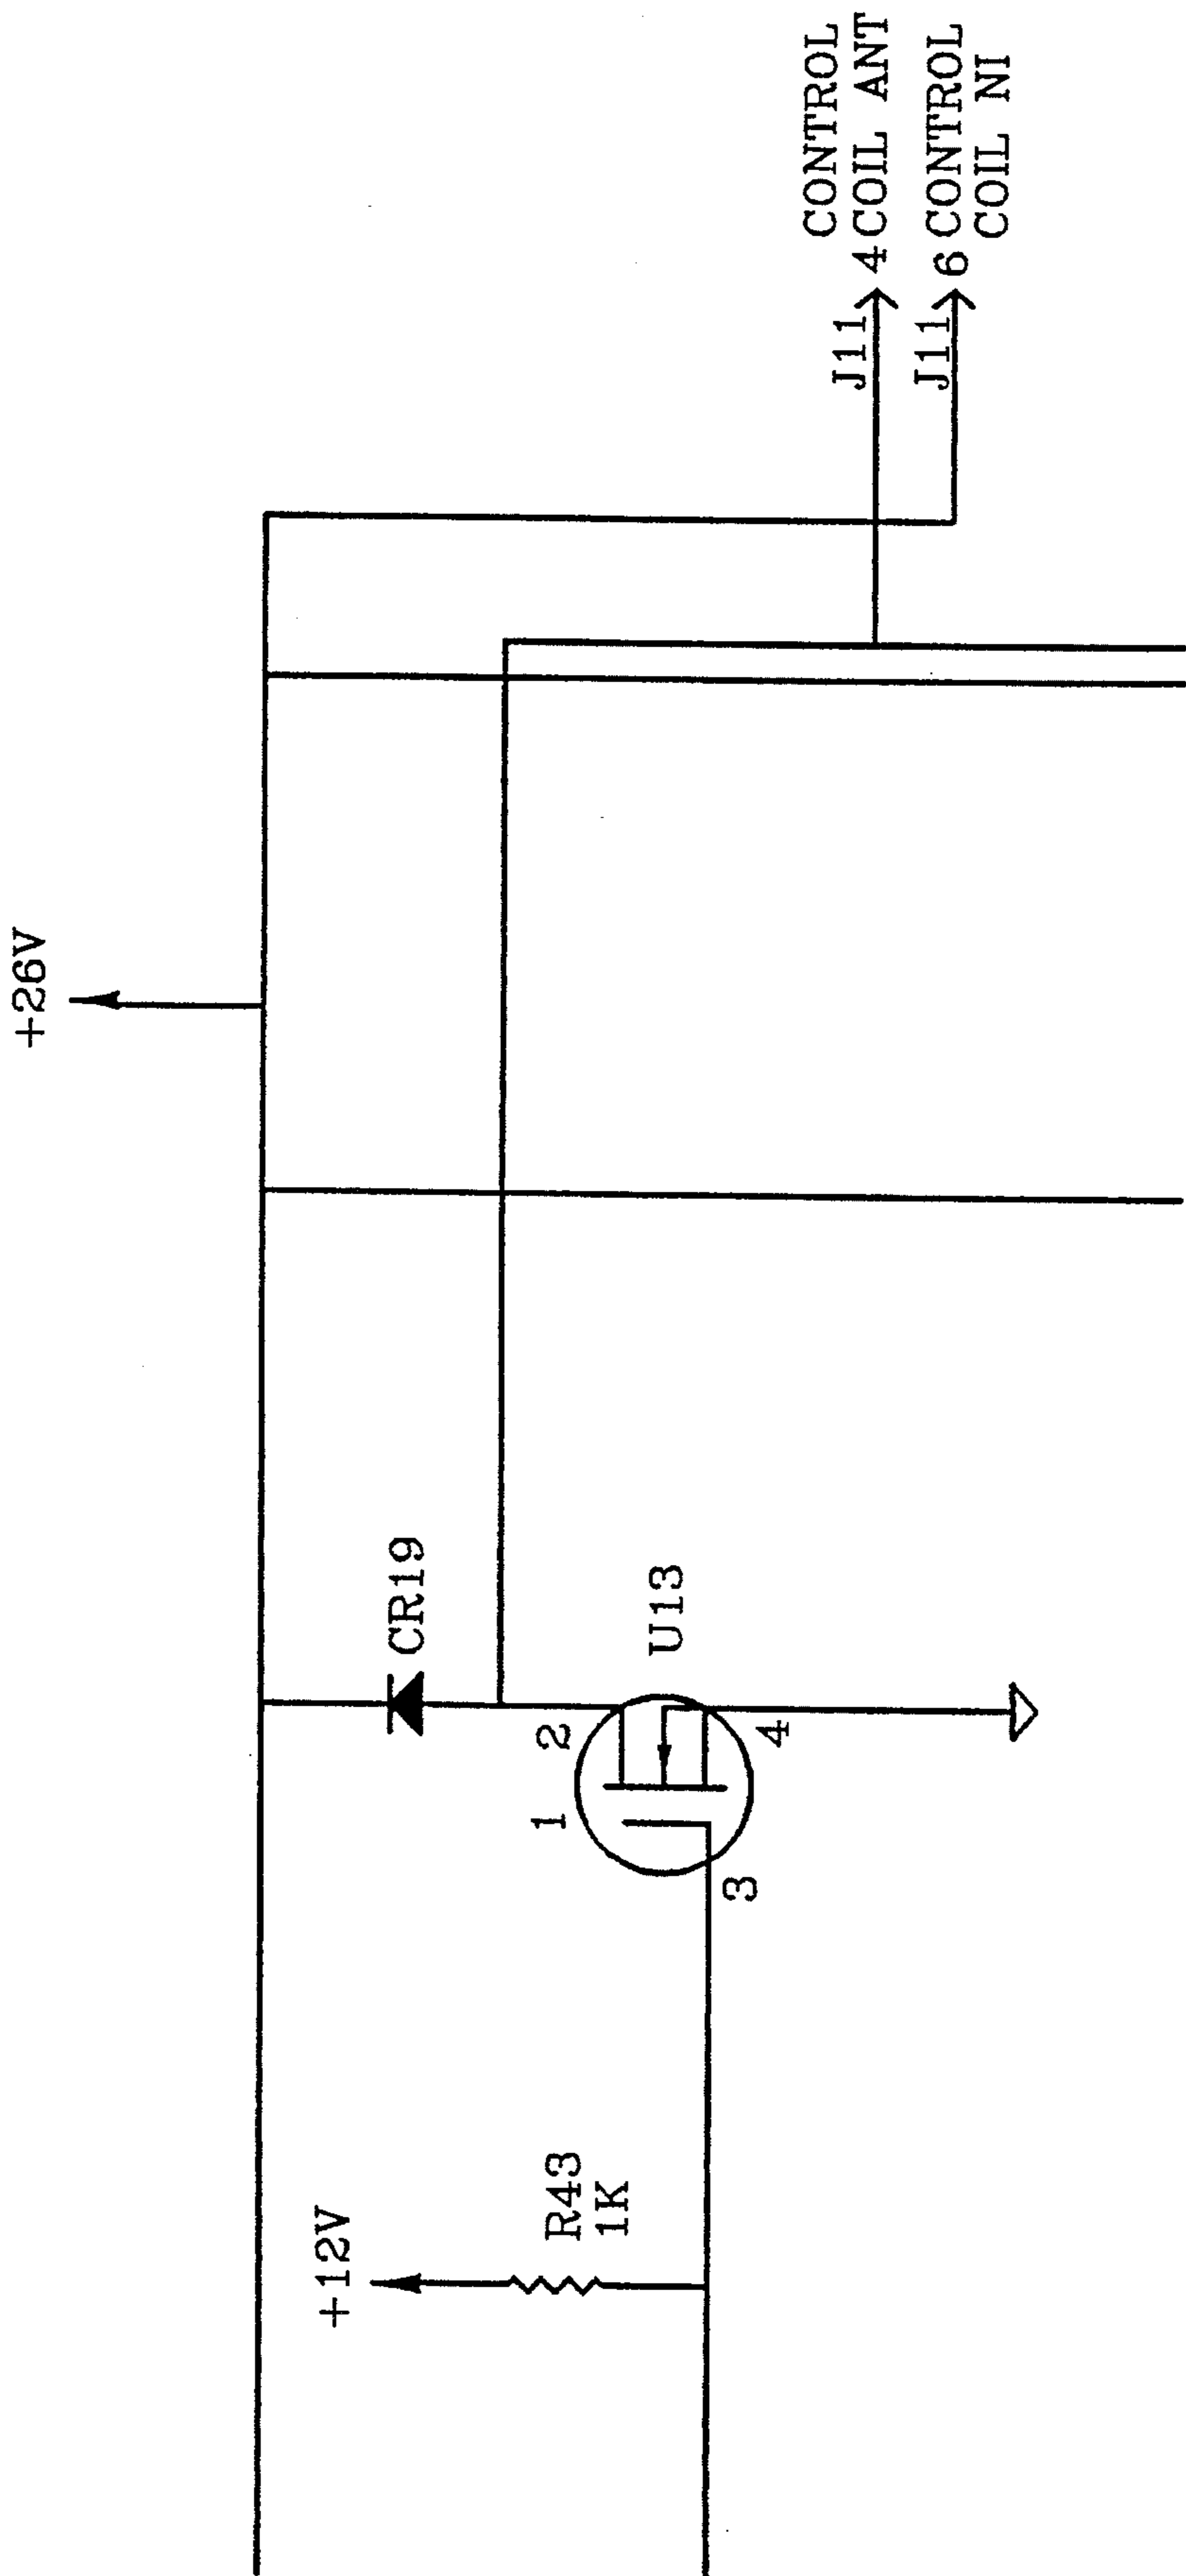 +26V
+12V
CR19
R43
1K
1
2
U13
3
4
CONTROL
J11 4 COIL ANT
J11 6 CONTROL
COIL NI